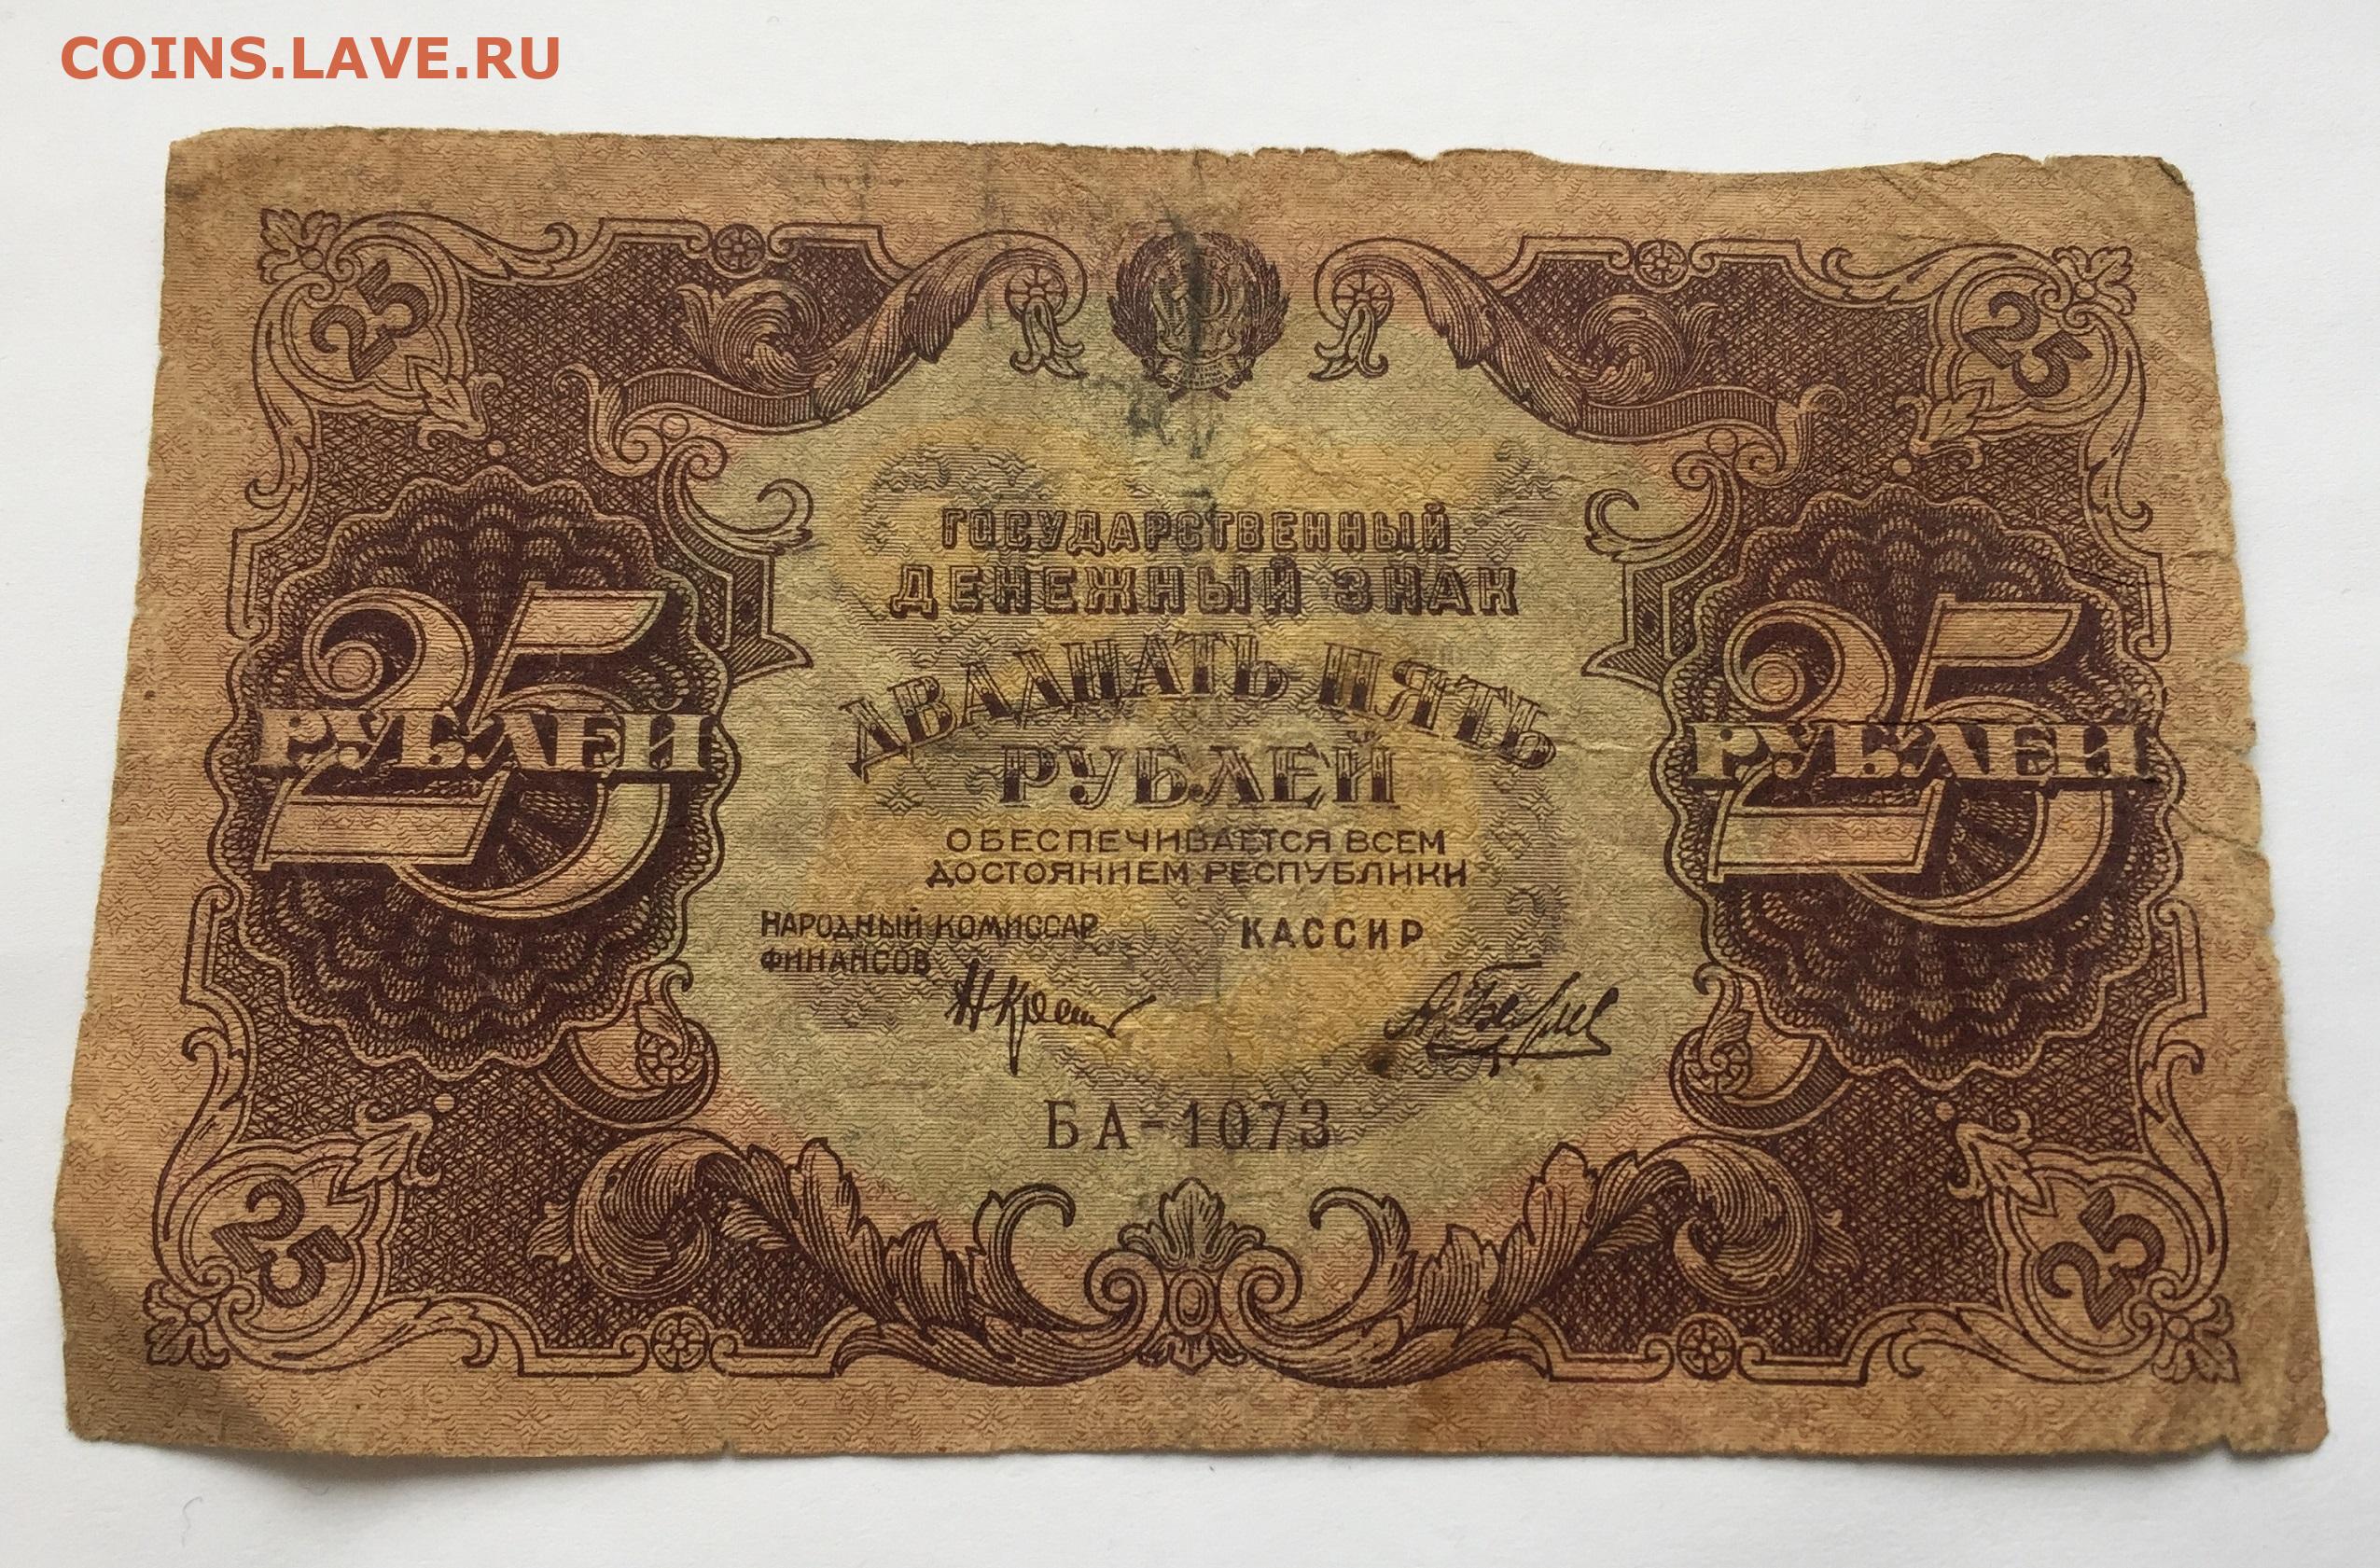 COINS.LAVE.RU
25
25
ГОСУДАРСТВЕННЫЙ
ДЕНЕЖНЫЙ ЗНАК
ДВАДЦАТЬ ПЯТЬ
РУБЛЕЙ
25
РУБЛЕЙ
25
РУБЛЕЙ
ОБЕСПЕЧИВАЕТСЯ ВСЕМ
ДОСТОЯНИЕМ РЕСПУБЛИКИ
НАРОДНЫЙ КОМИССАР
ФИНАНСОВ
КАССИР
БА-1073
25
25